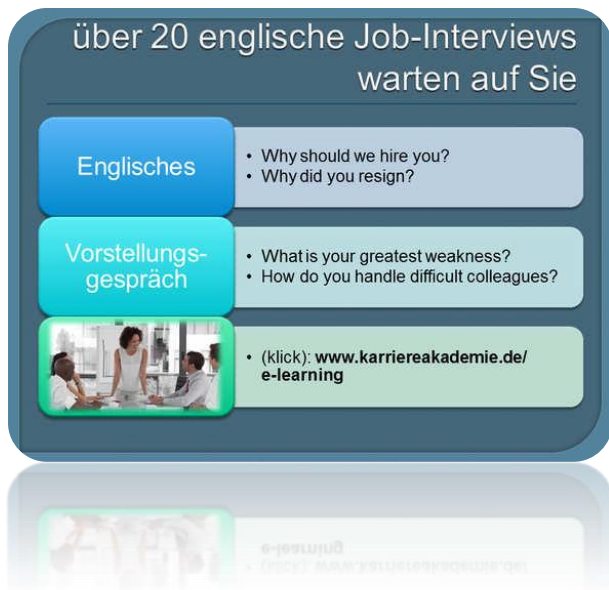 über 20 englische Job-Interviews
warten auf Sie
Englisches
• Why should we hire you?
• Why did you resign?
Vorstellungs-
gespräch
• What is your greatest weakness?
• How do you handle difficult colleagues?
• (klick): www.karriereakademie.de/
e-learning